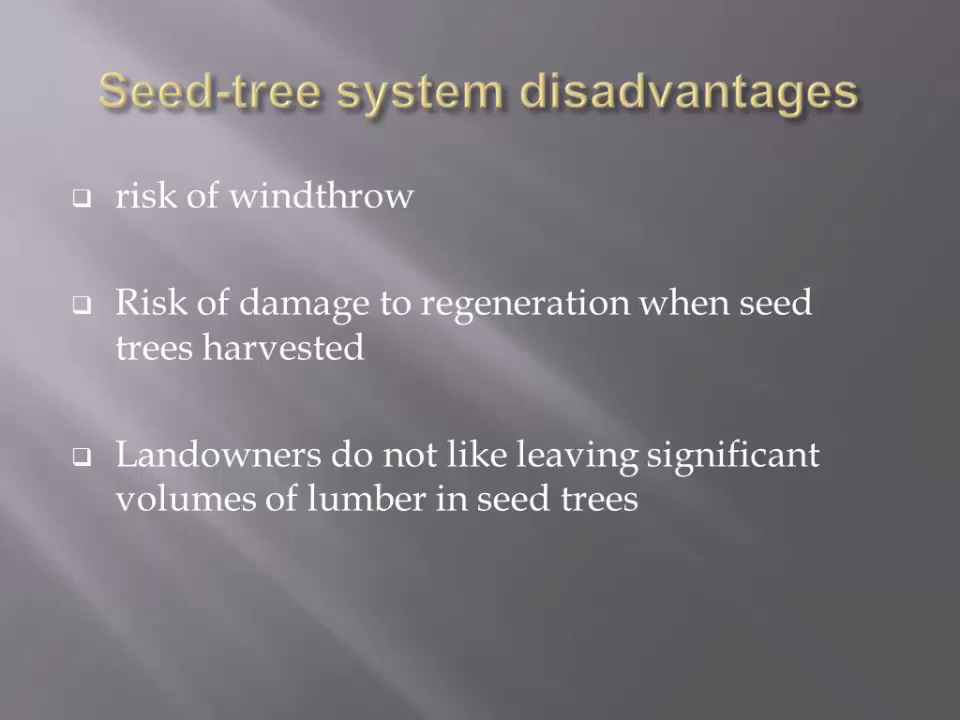 Seed-tree system disadvantages
risk of windthrow
Risk of damage to regeneration when seed
trees harvested
Landowners do not like leaving significant
volumes of lumber in seed trees